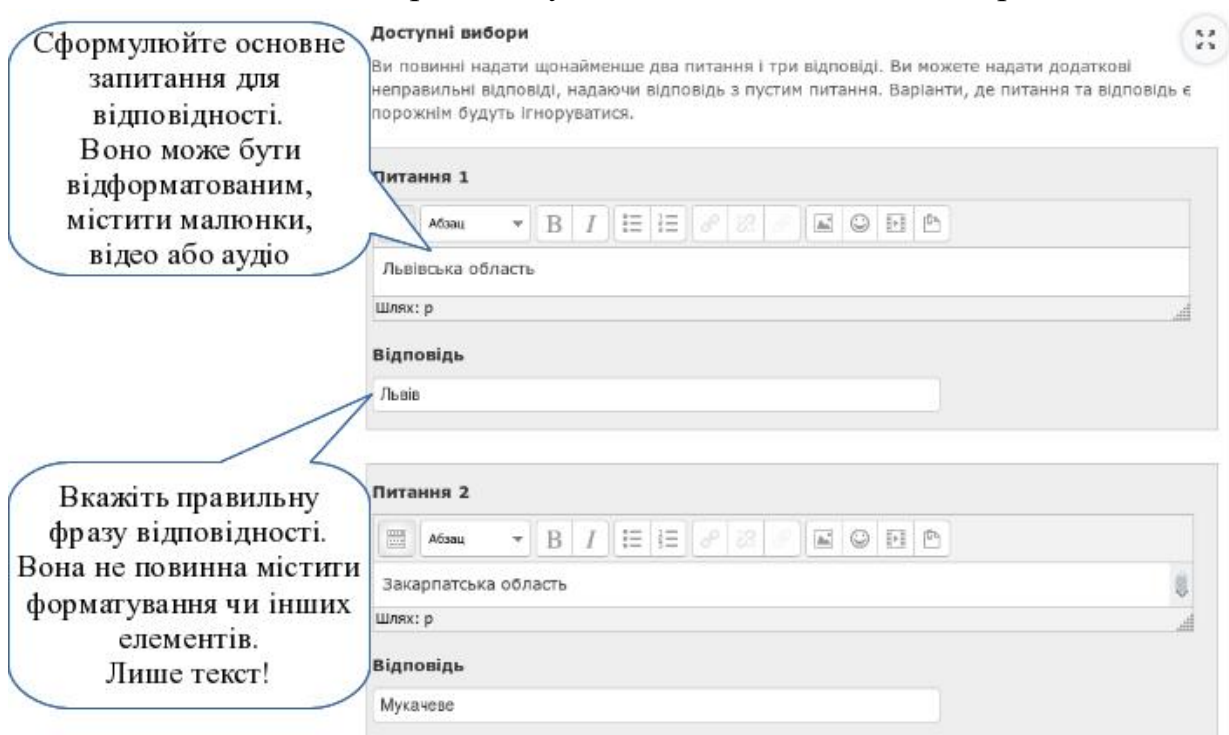 Сформулюйте основне
запитання для
відповідності.
Воно може бути
відформатованим,
містити малюнки,
відео або аудіо
Доступні вибори
Ви повинні надати щонайменше два питання і три відповіді. Ви можете надати додаткові
неправильні відповіді, надаючи відповідь з пустим питання. Варіанти, де питання та відповідь є
порожнім будуть ігноруватися.
Питання 1
Абзац
B I
Львівська область
Шлях: p
Відповідь
Львів
Вкажіть правильну
фразу відповідності.
Вона не повинна містити
форматування чи інших
елементів.
Лише текст!
Питання 2
Абзац
B I
Закарпатська область
Шлях: p
Відповідь
Мукачеве